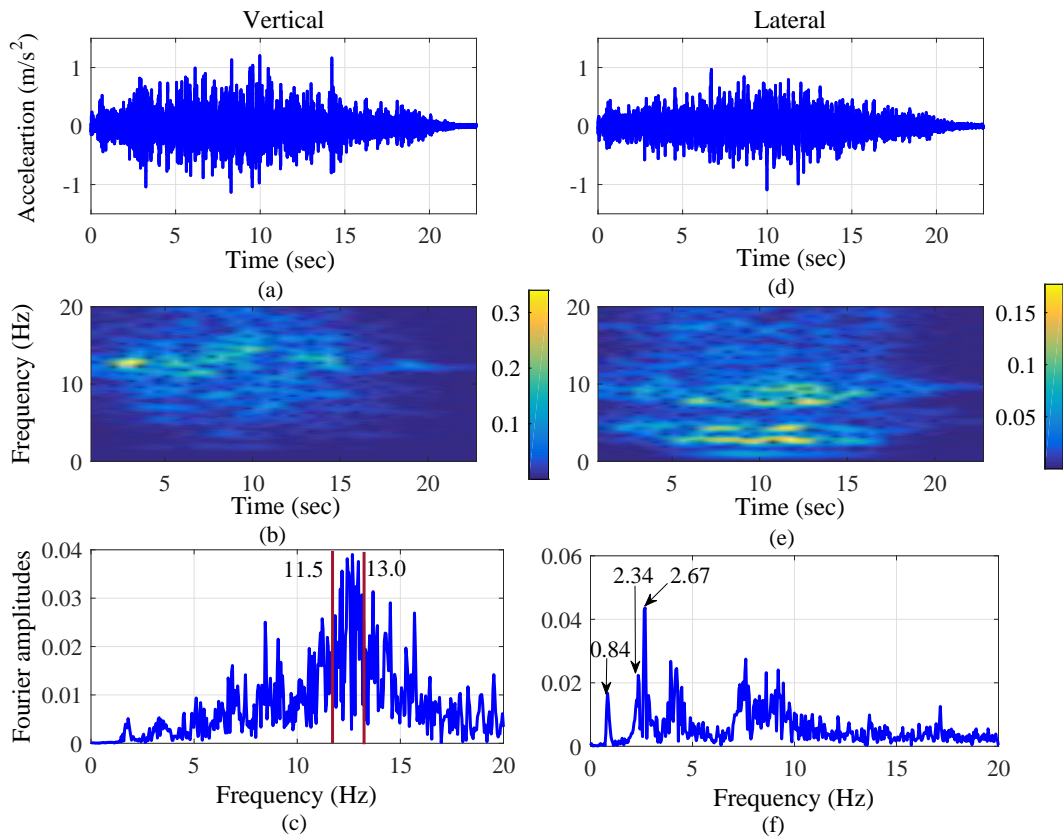 Vertical
Lateral
Acceleartion (m/s²)
1
0
-1
0 5 10 15 20
Time (sec)
(a)
1
0
-1
0 5 10 15 20
Time (sec)
(d)
Frequency (Hz)
20
10
0
5 10 15 20
Time (sec)
(b)
0.3
0.2
0.1
20
10
0
5 10 15 20
Time (sec)
(e)
0.15
0.1
0.05
Fourier amplitudes
0.04
0.03
0.02
0.01
0
11.5 13.0
0 5 10 15 20
Frequency (Hz)
(c)
0.06
0.04
0.02
0
2.34 2.67
0.84
0 5 10 15 20
Frequency (Hz)
(f)